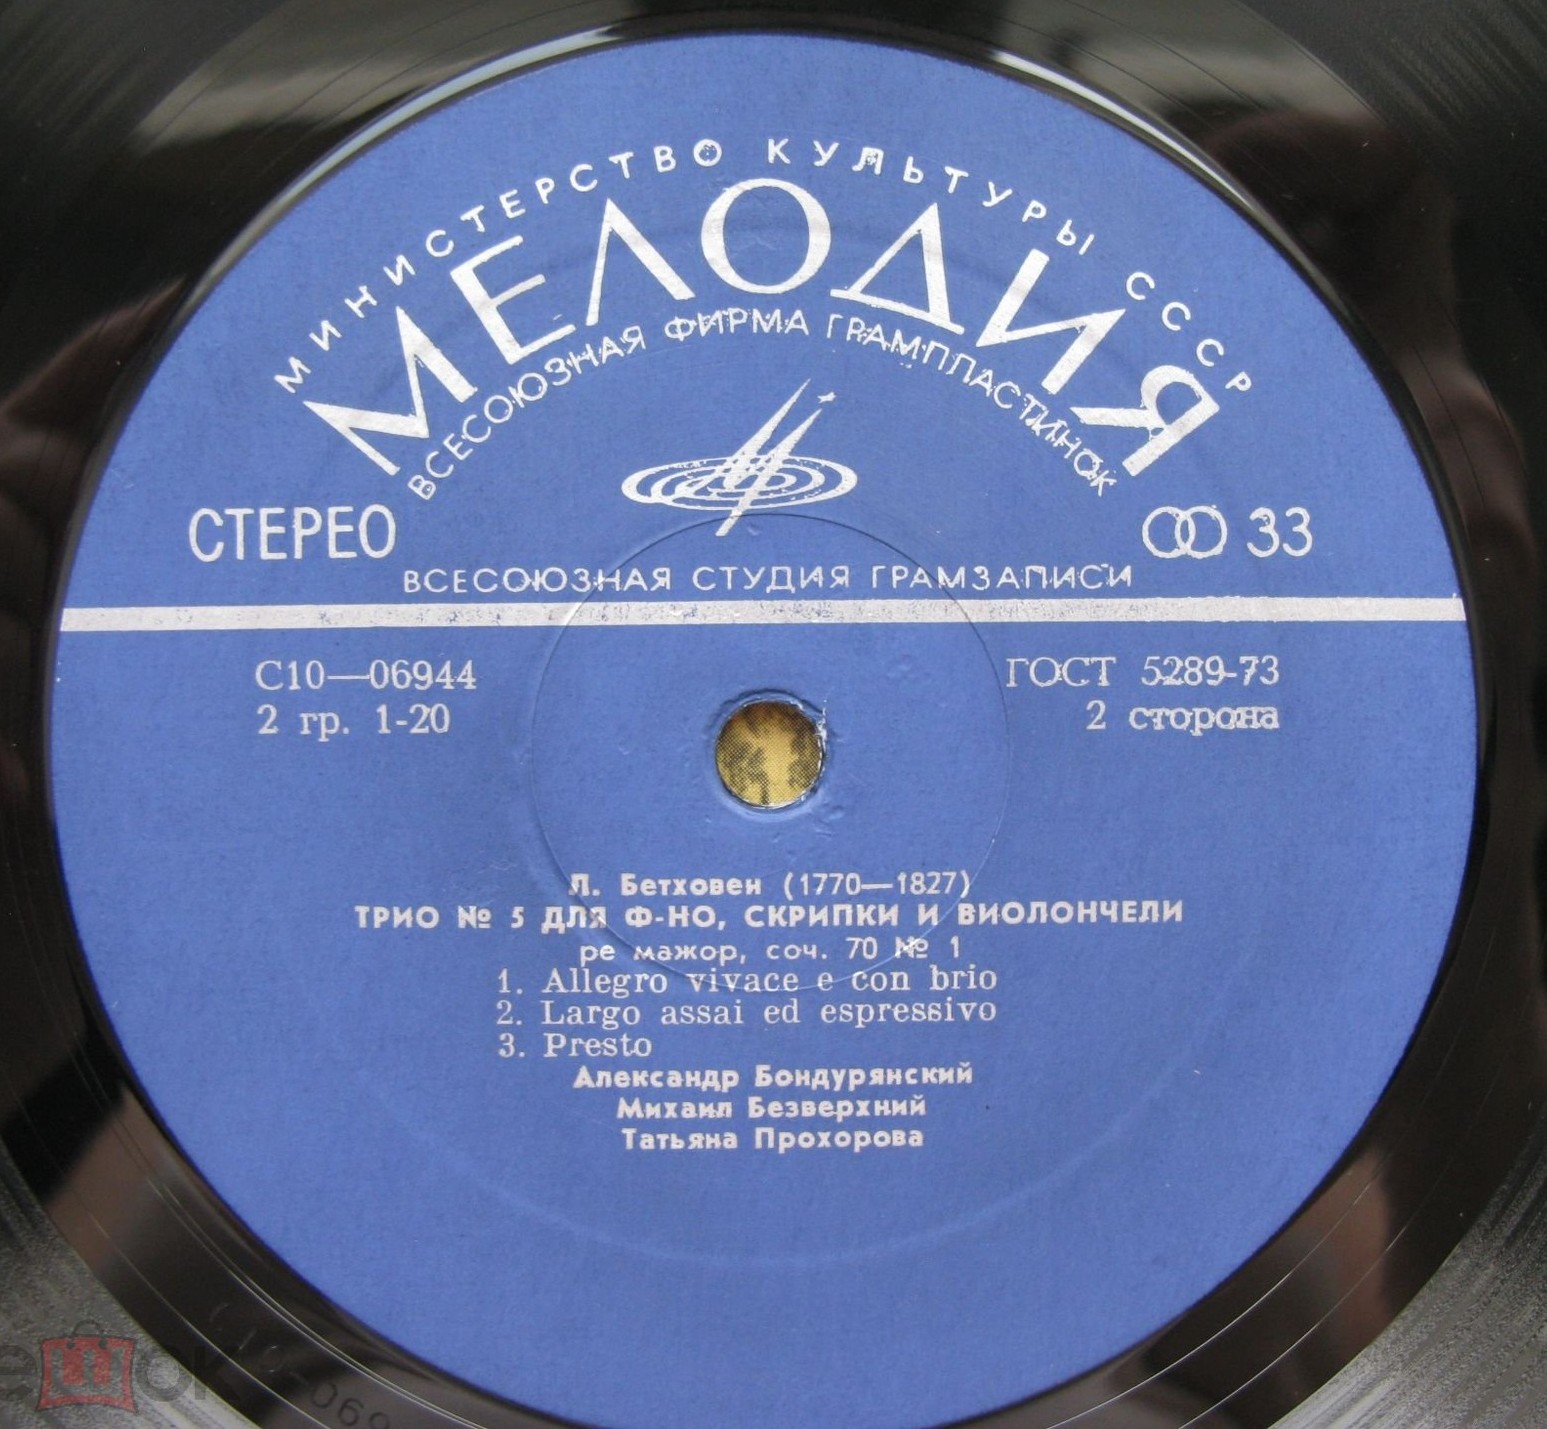 МИНИСТЕРСТВО КУЛЬТУРЫ СССР
МЕЛОДИЯ
ВСЕСОЮЗНАЯ ФИРМА ГРАМПЛАСТИНОК
СТЕРЕО
33
ВСЕСОЮЗНАЯ СТУДИЯ ГРАМЗАПИСИ
С10—06944
ГОСТ 5289-73
2 гр. 1-20
2 сторона
Л. Бетховен (1770—1827)
ТРИО № 5 ДЛЯ Ф-НО, СКРИПКИ И ВИОЛОНЧЕЛИ
ре мажор, соч. 70 № 1
1. Allegro vivace e con brio
2. Largo assai ed espressivo
3. Presto
Александр Бондурянский
Михаил Безверхний
Татьяна Прохорова